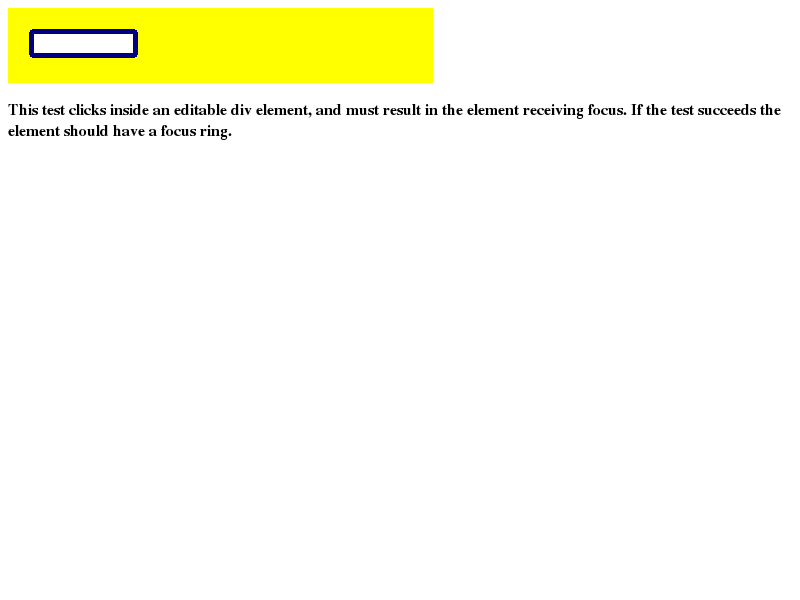 This test clicks inside an editable div element, and must result in the element receiving focus. If the test succeeds the
element should have a focus ring.